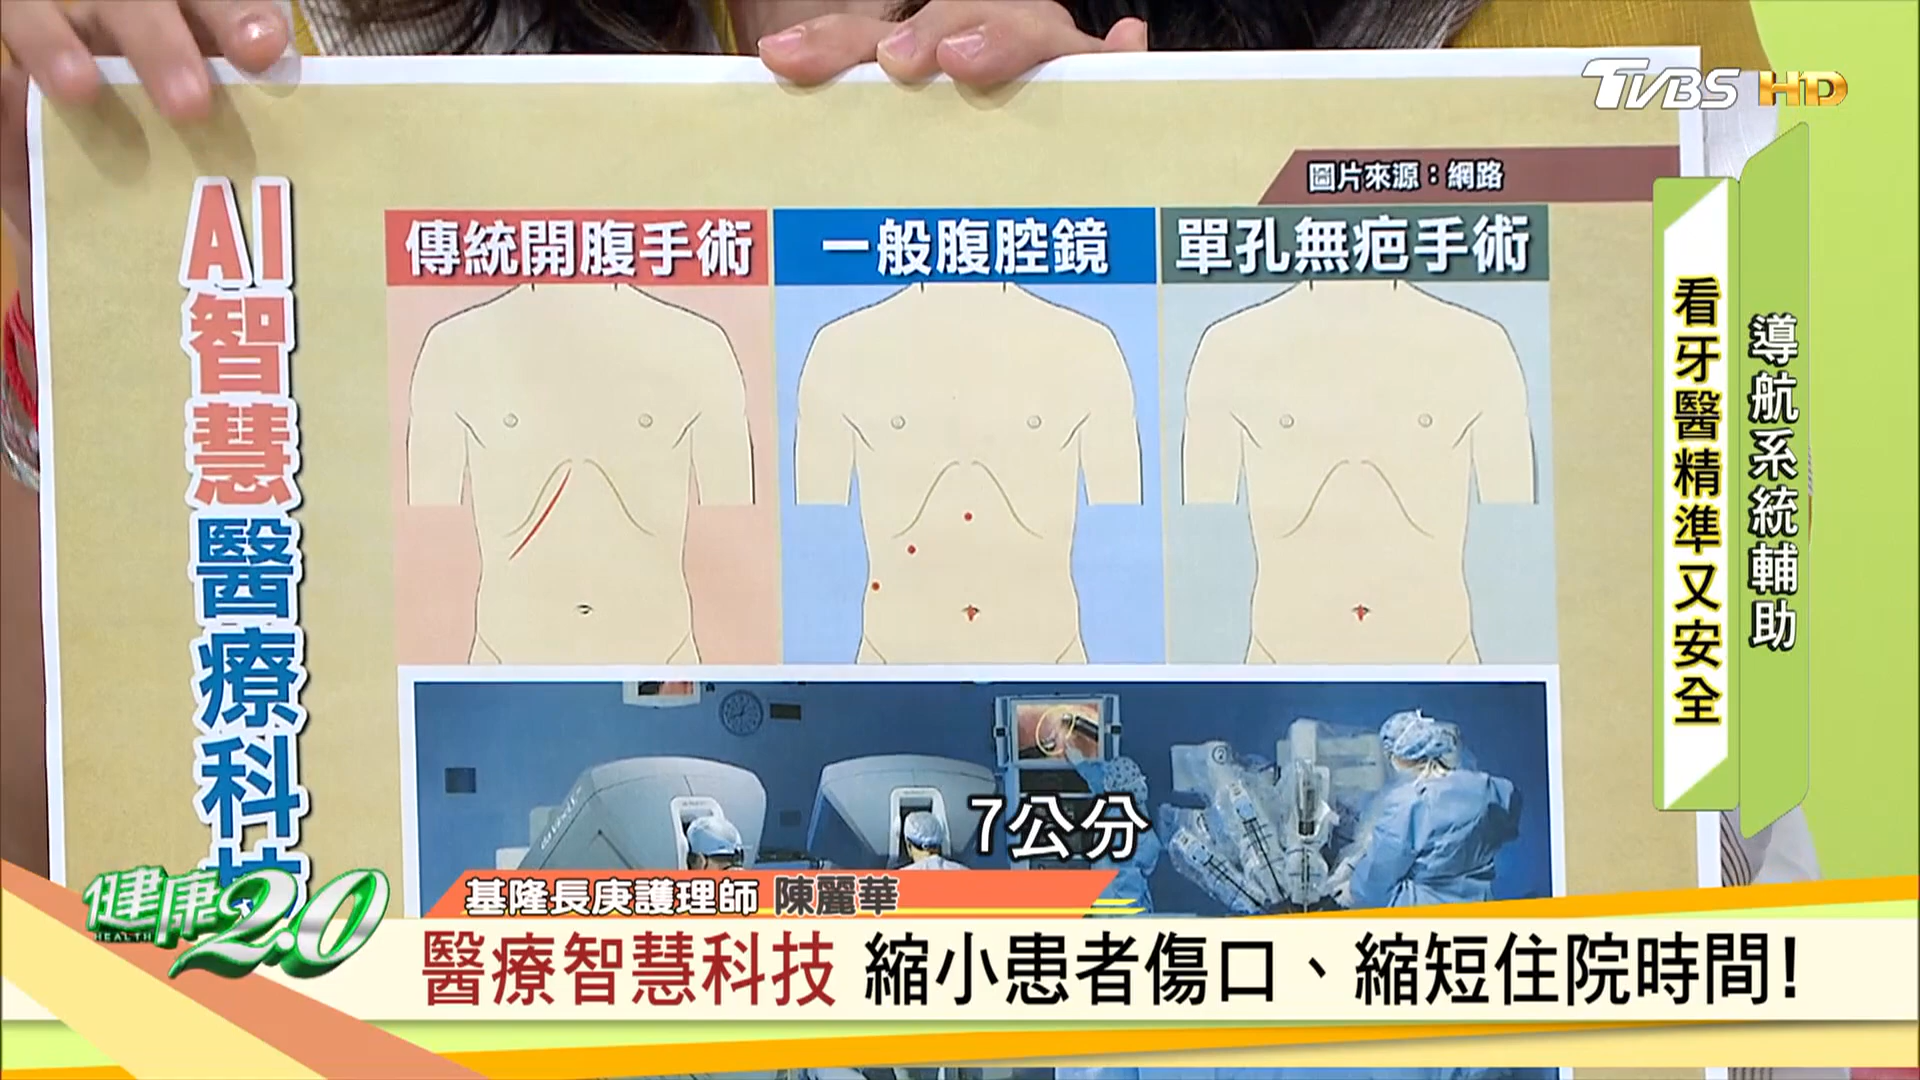 TVBS HD
圖片來源：網路
AI智慧醫療科技
傳統開腹手術
一般腹腔鏡
單孔無疤手術
導航系統輔助
看牙醫精準又安全
7公分
健康2.0
HEALTH
基隆長庚護理師 陳麗華
醫療智慧科技 縮小患者傷口、縮短住院時間！